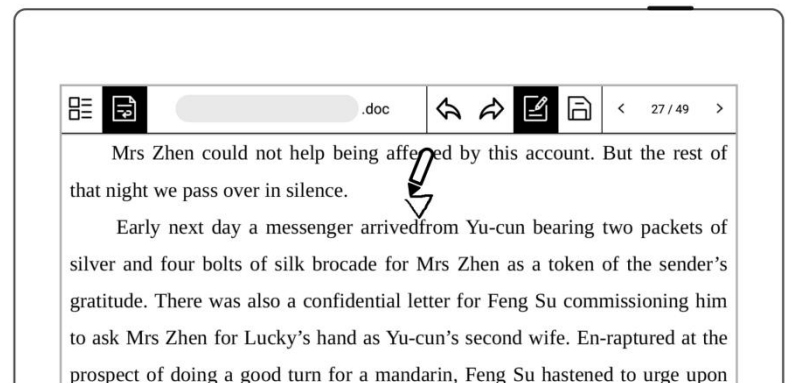 .doc
27 / 49
Mrs Zhen could not help being affe ed by this account. But the rest of
that night we pass over in silence.
Early next day a messenger arrivedfrom Yu-cun bearing two packets of
silver and four bolts of silk brocade for Mrs Zhen as a token of the sender’s
gratitude. There was also a confidential letter for Feng Su commissioning him
to ask Mrs Zhen for Lucky’s hand as Yu-cun’s second wife. En-raptured at the
prospect of doing a good turn for a mandarin, Feng Su hastened to urge upon